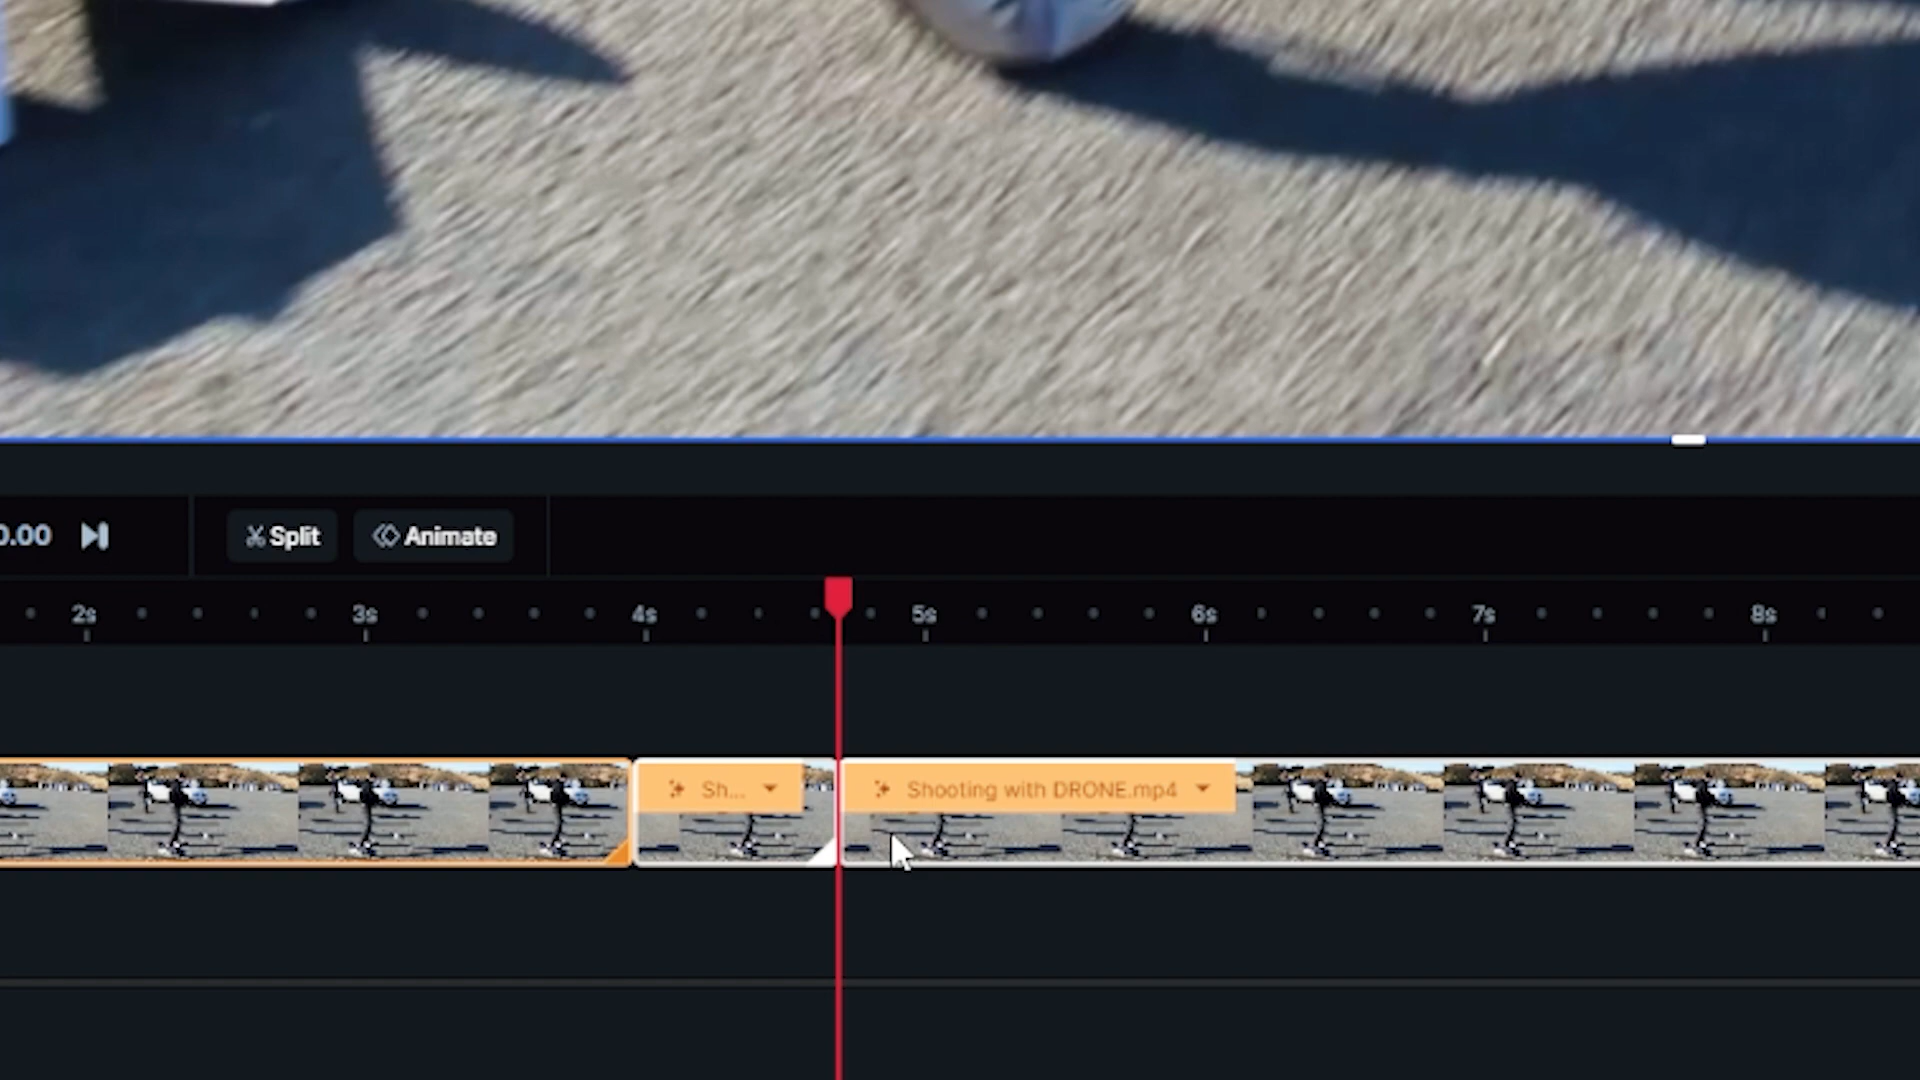 0.00
Split
Animate
2s 3s 4s 5s 6s 7s 8s
Sh...
Shooting with DRONE.mp4